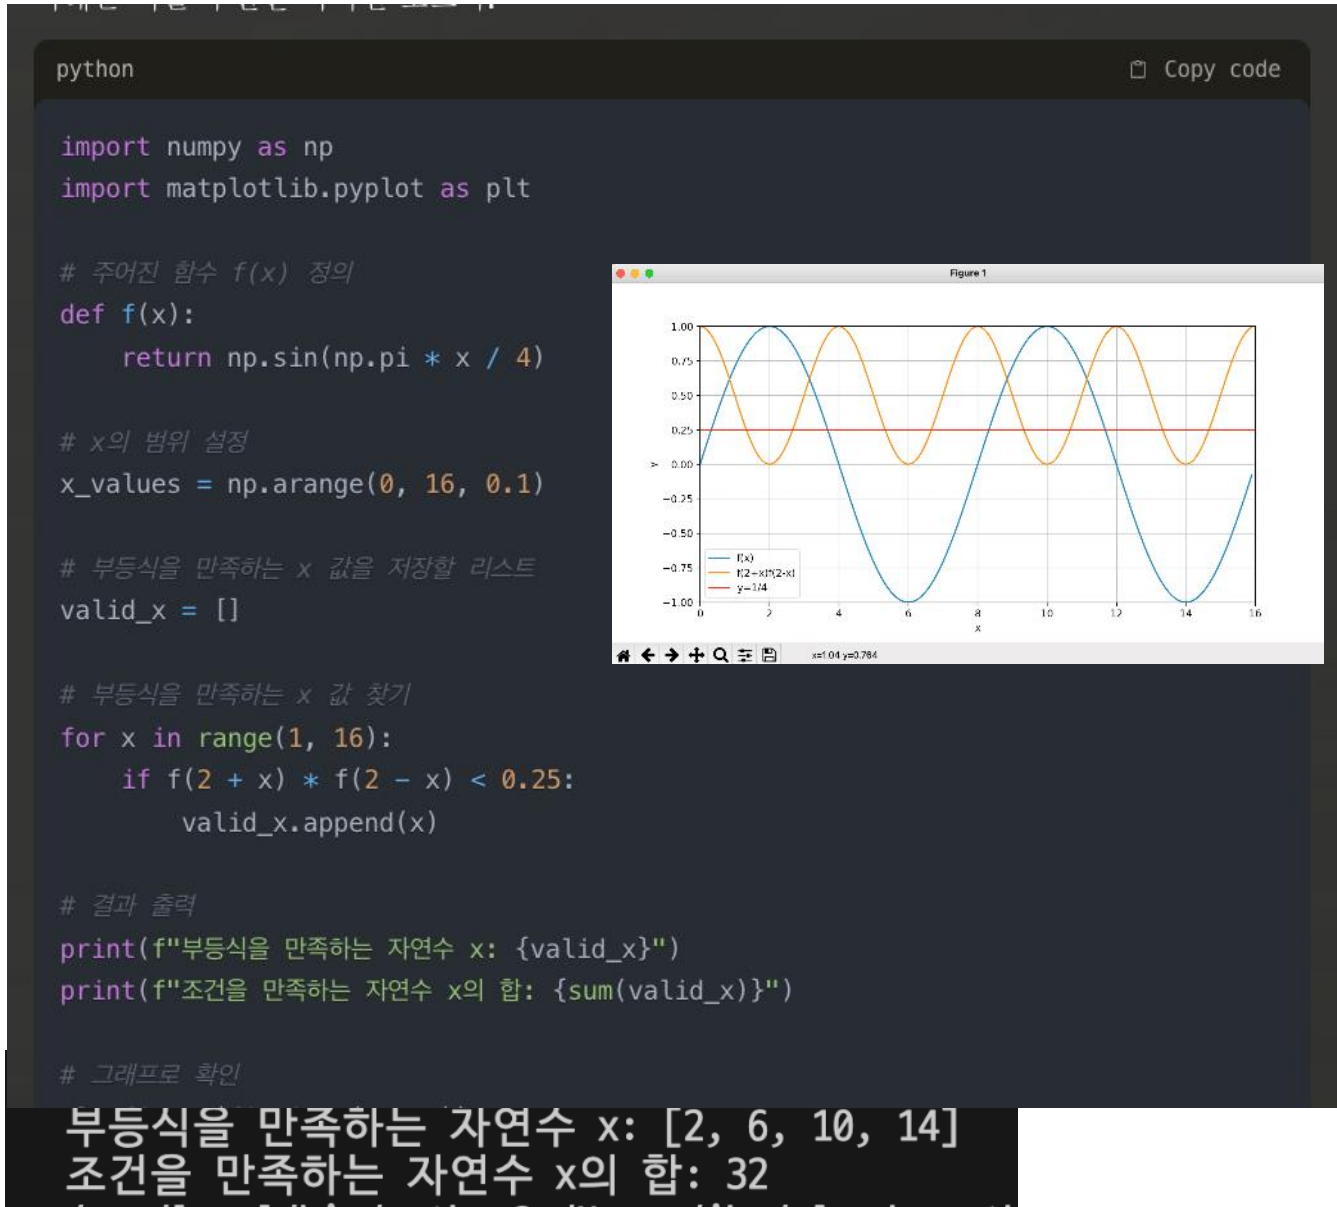 python
Copy code
import numpy as np
import matplotlib.pyplot as plt
# 주어진 함수 f(x) 정의
def f(x):
    return np.sin(np.pi * x / 4)
# x의 범위 설정
x_values = np.arange(0, 16, 0.1)
# 부등식을 만족하는 x 값을 저장할 리스트
valid_x = []
# 부등식을 만족하는 x 값 찾기
for x in range(1, 16):
    if f(2 + x) * f(2 - x) < 0.25:
        valid_x.append(x)
# 결과 출력
print(f"부등식을 만족하는 자연수 x: {valid_x}")
print(f"조건을 만족하는 자연수 x의 합: {sum(valid_x)}")
# 그래프로 확인
Figure 1
1.00
0.75
0.50
0.25
0.00
−0.25
−0.50
−0.75
−1.00
y
f(x)
f(2+x)f(2-x)
y=1/4
0 2 4 6 8 10 12 14 16
x
x=1.04 y=0.764
부등식을 만족하는 자연수 x: [2, 6, 10, 14]
조건을 만족하는 자연수 x의 합: 32